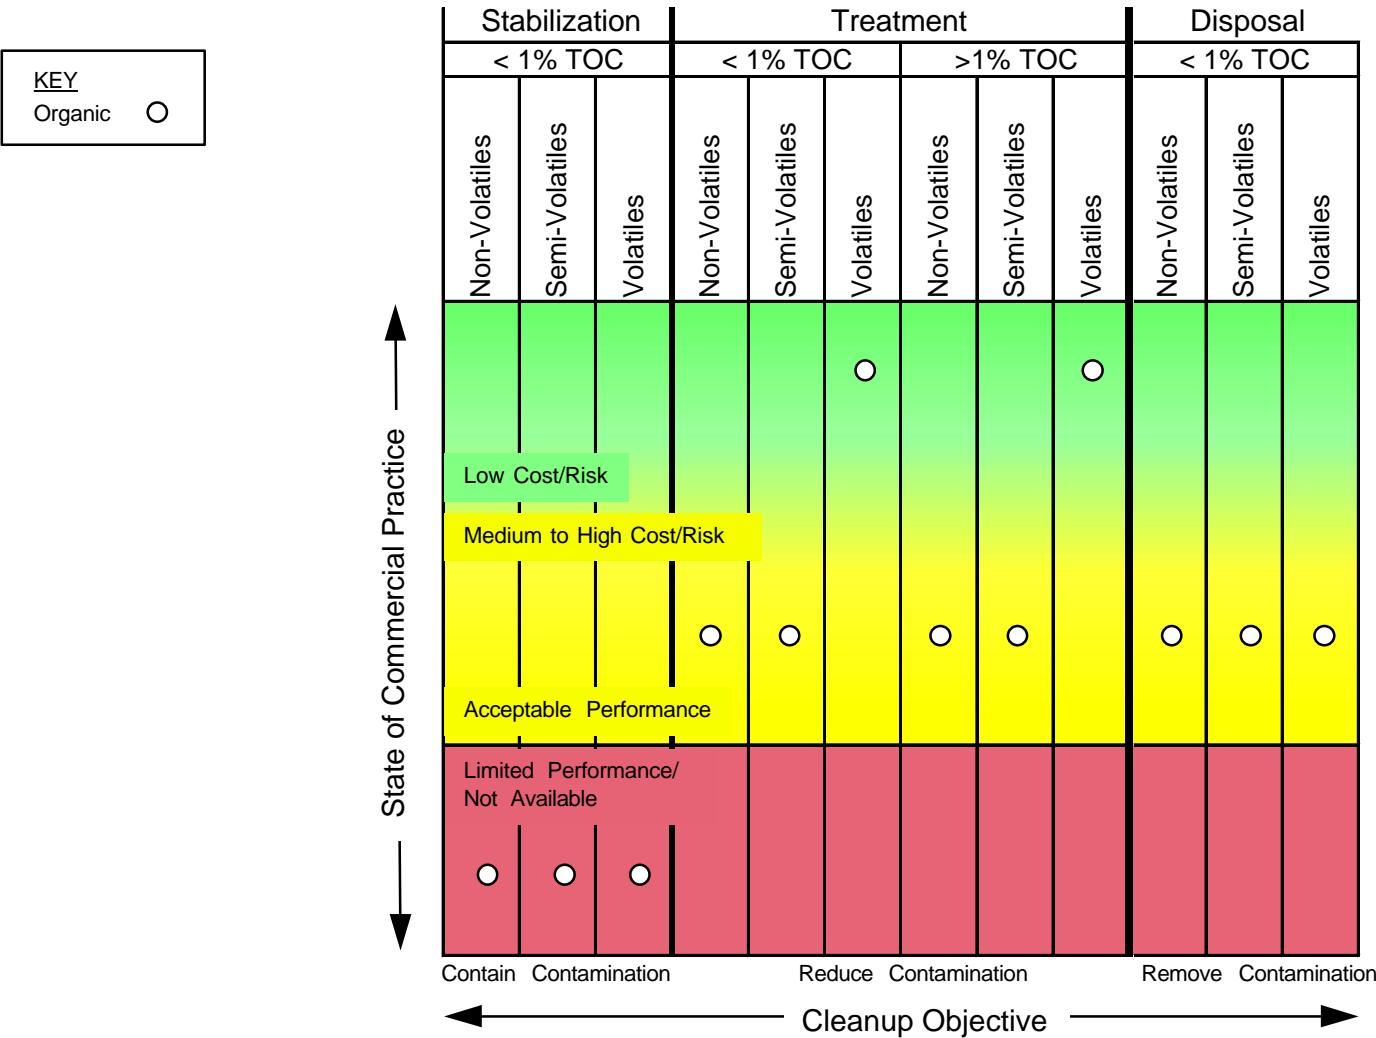 KEY
Organic
Stabilization
Treatment
Disposal
< 1% TOC
< 1% TOC
>1% TOC
< 1% TOC
Non-Volatiles
Semi-Volatiles
Volatiles
Non-Volatiles
Semi-Volatiles
Volatiles
Non-Volatiles
Semi-Volatiles
Volatiles
Non-Volatiles
Semi-Volatiles
Volatiles
State of Commercial Practice
Low Cost/Risk
Medium to High Cost/Risk
Acceptable Performance
Limited Performance/
Not Available
Contain Contamination
Reduce Contamination
Remove Contamination
Cleanup Objective